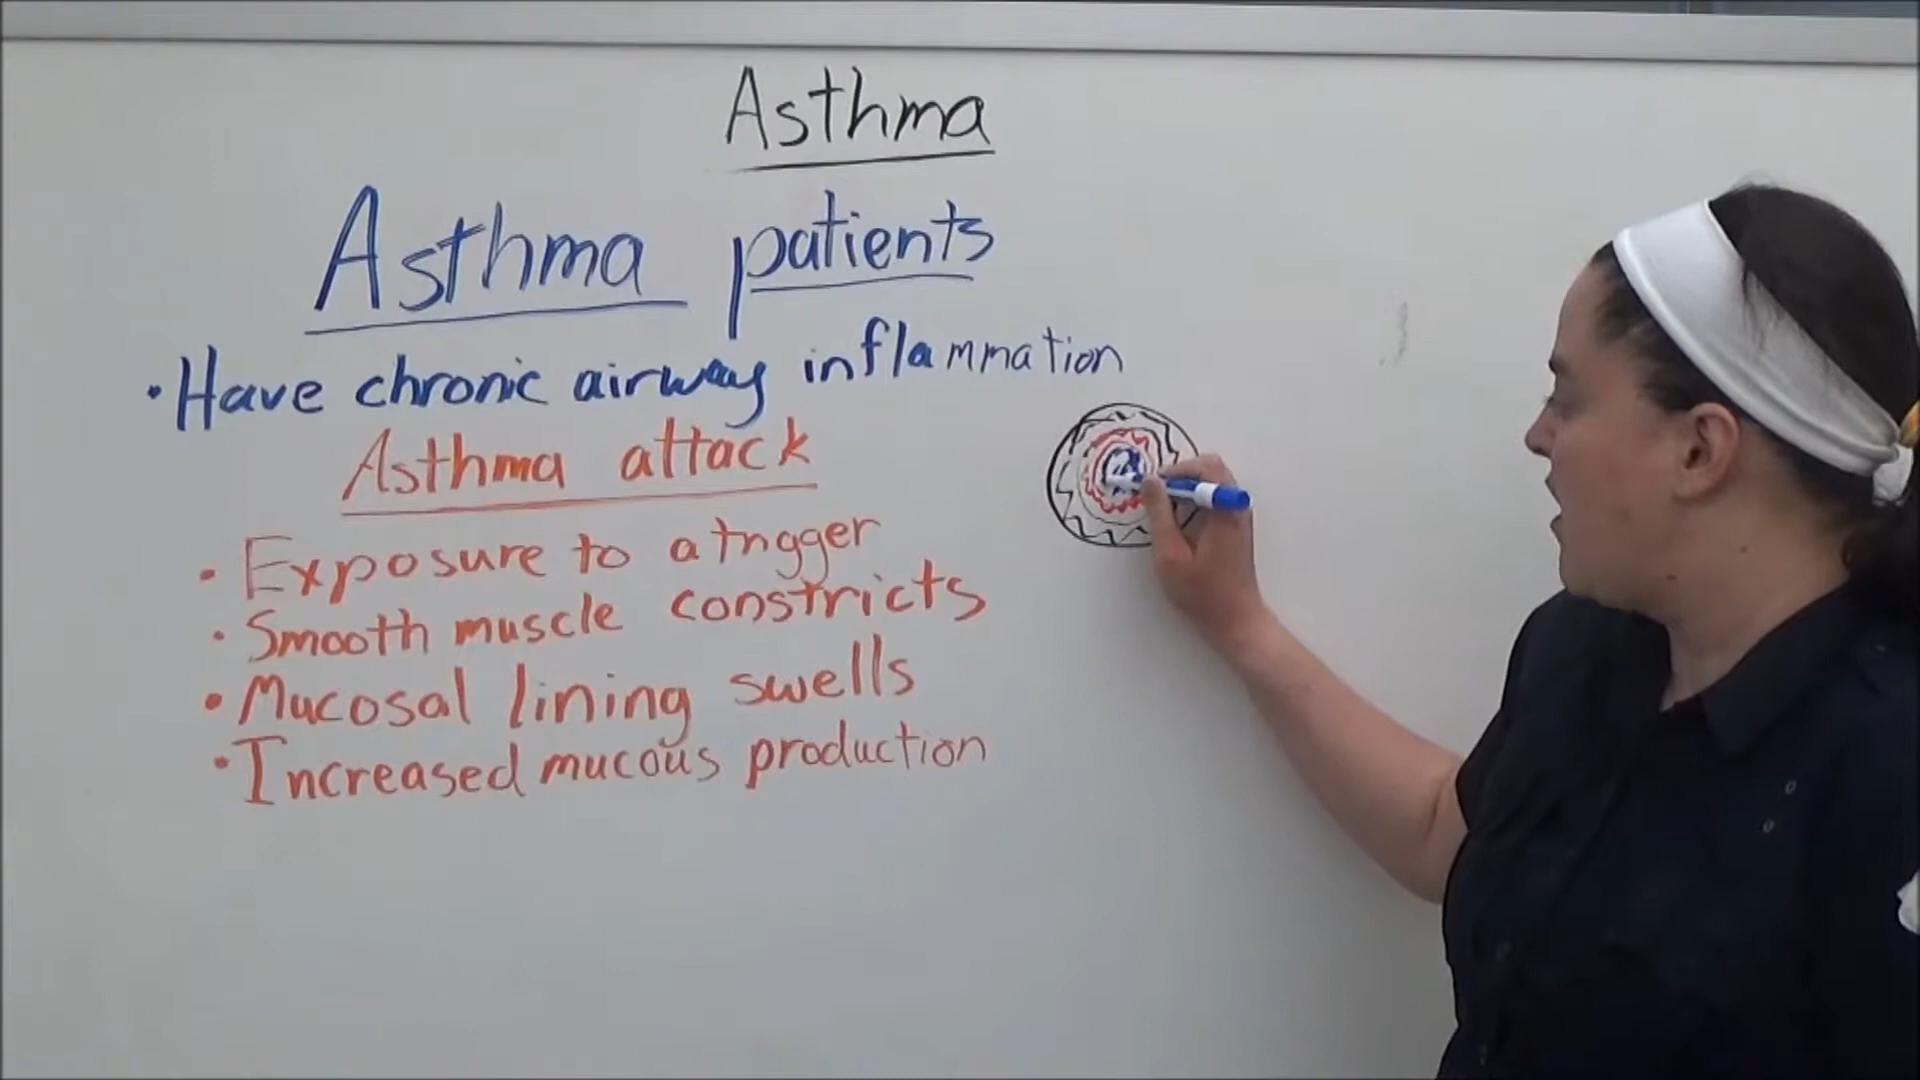 Asthma
Asthma patients
• Have chronic airway inflammation
Asthma attack
• Exposure to a trigger
• Smooth muscle constricts
• Mucosal lining swells
• Increased mucous production